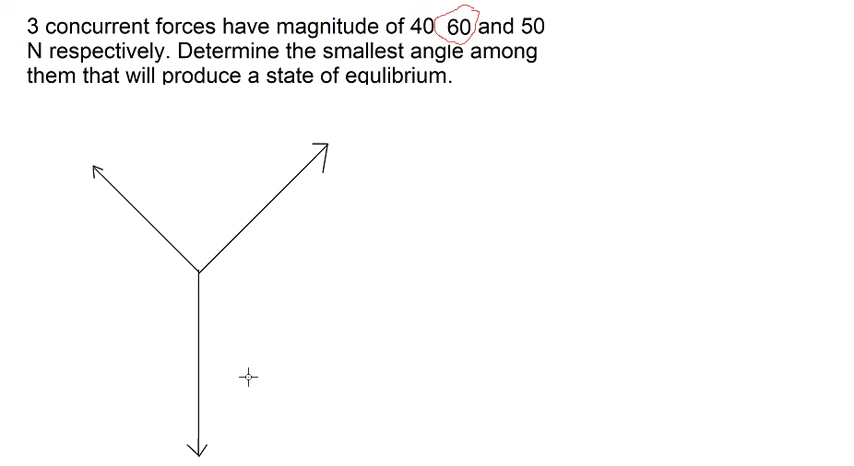 3 concurrent forces have magnitude of 40 60 and 50
N respectively. Determine the smallest angle among
them that will produce a state of equlibrium.